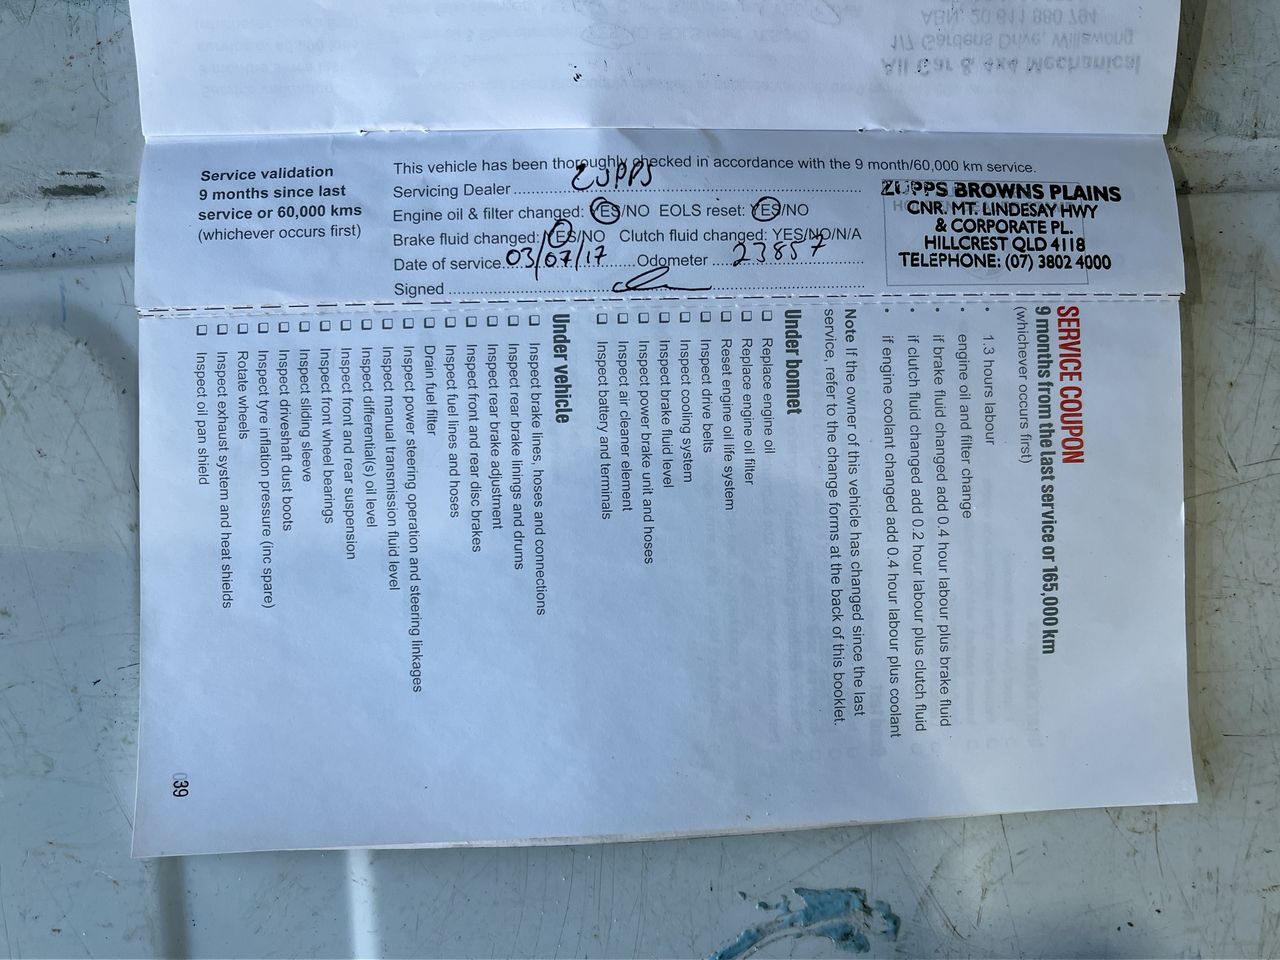 All Car & 4x4 Mechanical
1/7 Gardens Drive, Willawong
ABN: 20 611 880 794
Service validation
9 months since last
service or 60,000 kms
(whichever occurs first)
This vehicle has been thoroughly checked in accordance with the 9 month/60,000 km service.
Servicing Dealer ZUPPS
Engine oil & filter changed: YES/NO EOLS reset: YES/NO
Brake fluid changed: YES/NO Clutch fluid changed: YES/NO/N/A
Date of service 03/07/17 Odometer 23857
Signed
ZUPPS BROWNS PLAINS
CNR. MT. LINDESAY HWY
& CORPORATE PL.
HILLCREST QLD 4118
TELEPHONE: (07) 3802 4000
SERVICE COUPON
9 months from the last service or 165,000 km
(whichever occurs first)
• 1.3 hours labour
• engine oil and filter change
• if brake fluid changed add 0.4 hour labour plus brake fluid
• if clutch fluid changed add 0.2 hour labour plus clutch fluid
• if engine coolant changed add 0.4 hour labour plus coolant
Note If the owner of this vehicle has changed since the last
service, refer to the change forms at the back of this booklet.
Under bonnet
❏ Replace engine oil
❏ Replace engine oil filter
❏ Reset engine oil life system
❏ Inspect drive belts
❏ Inspect cooling system
❏ Inspect brake fluid level
❏ Inspect power brake unit and hoses
❏ Inspect air cleaner element
❏ Inspect battery and terminals
Under vehicle
❏ Inspect brake lines, hoses and connections
❏ Inspect rear brake linings and drums
❏ Inspect rear brake adjustment
❏ Inspect front and rear disc brakes
❏ Inspect fuel lines and hoses
❏ Drain fuel filter
❏ Inspect power steering operation and steering linkages
❏ Inspect manual transmission fluid level
❏ Inspect differential(s) oil level
❏ Inspect front and rear suspension
❏ Inspect front wheel bearings
❏ Inspect sliding sleeve
❏ Inspect driveshaft dust boots
❏ Inspect tyre inflation pressure (inc spare)
❏ Rotate wheels
❏ Inspect exhaust system and heat shields
❏ Inspect oil pan shield
39